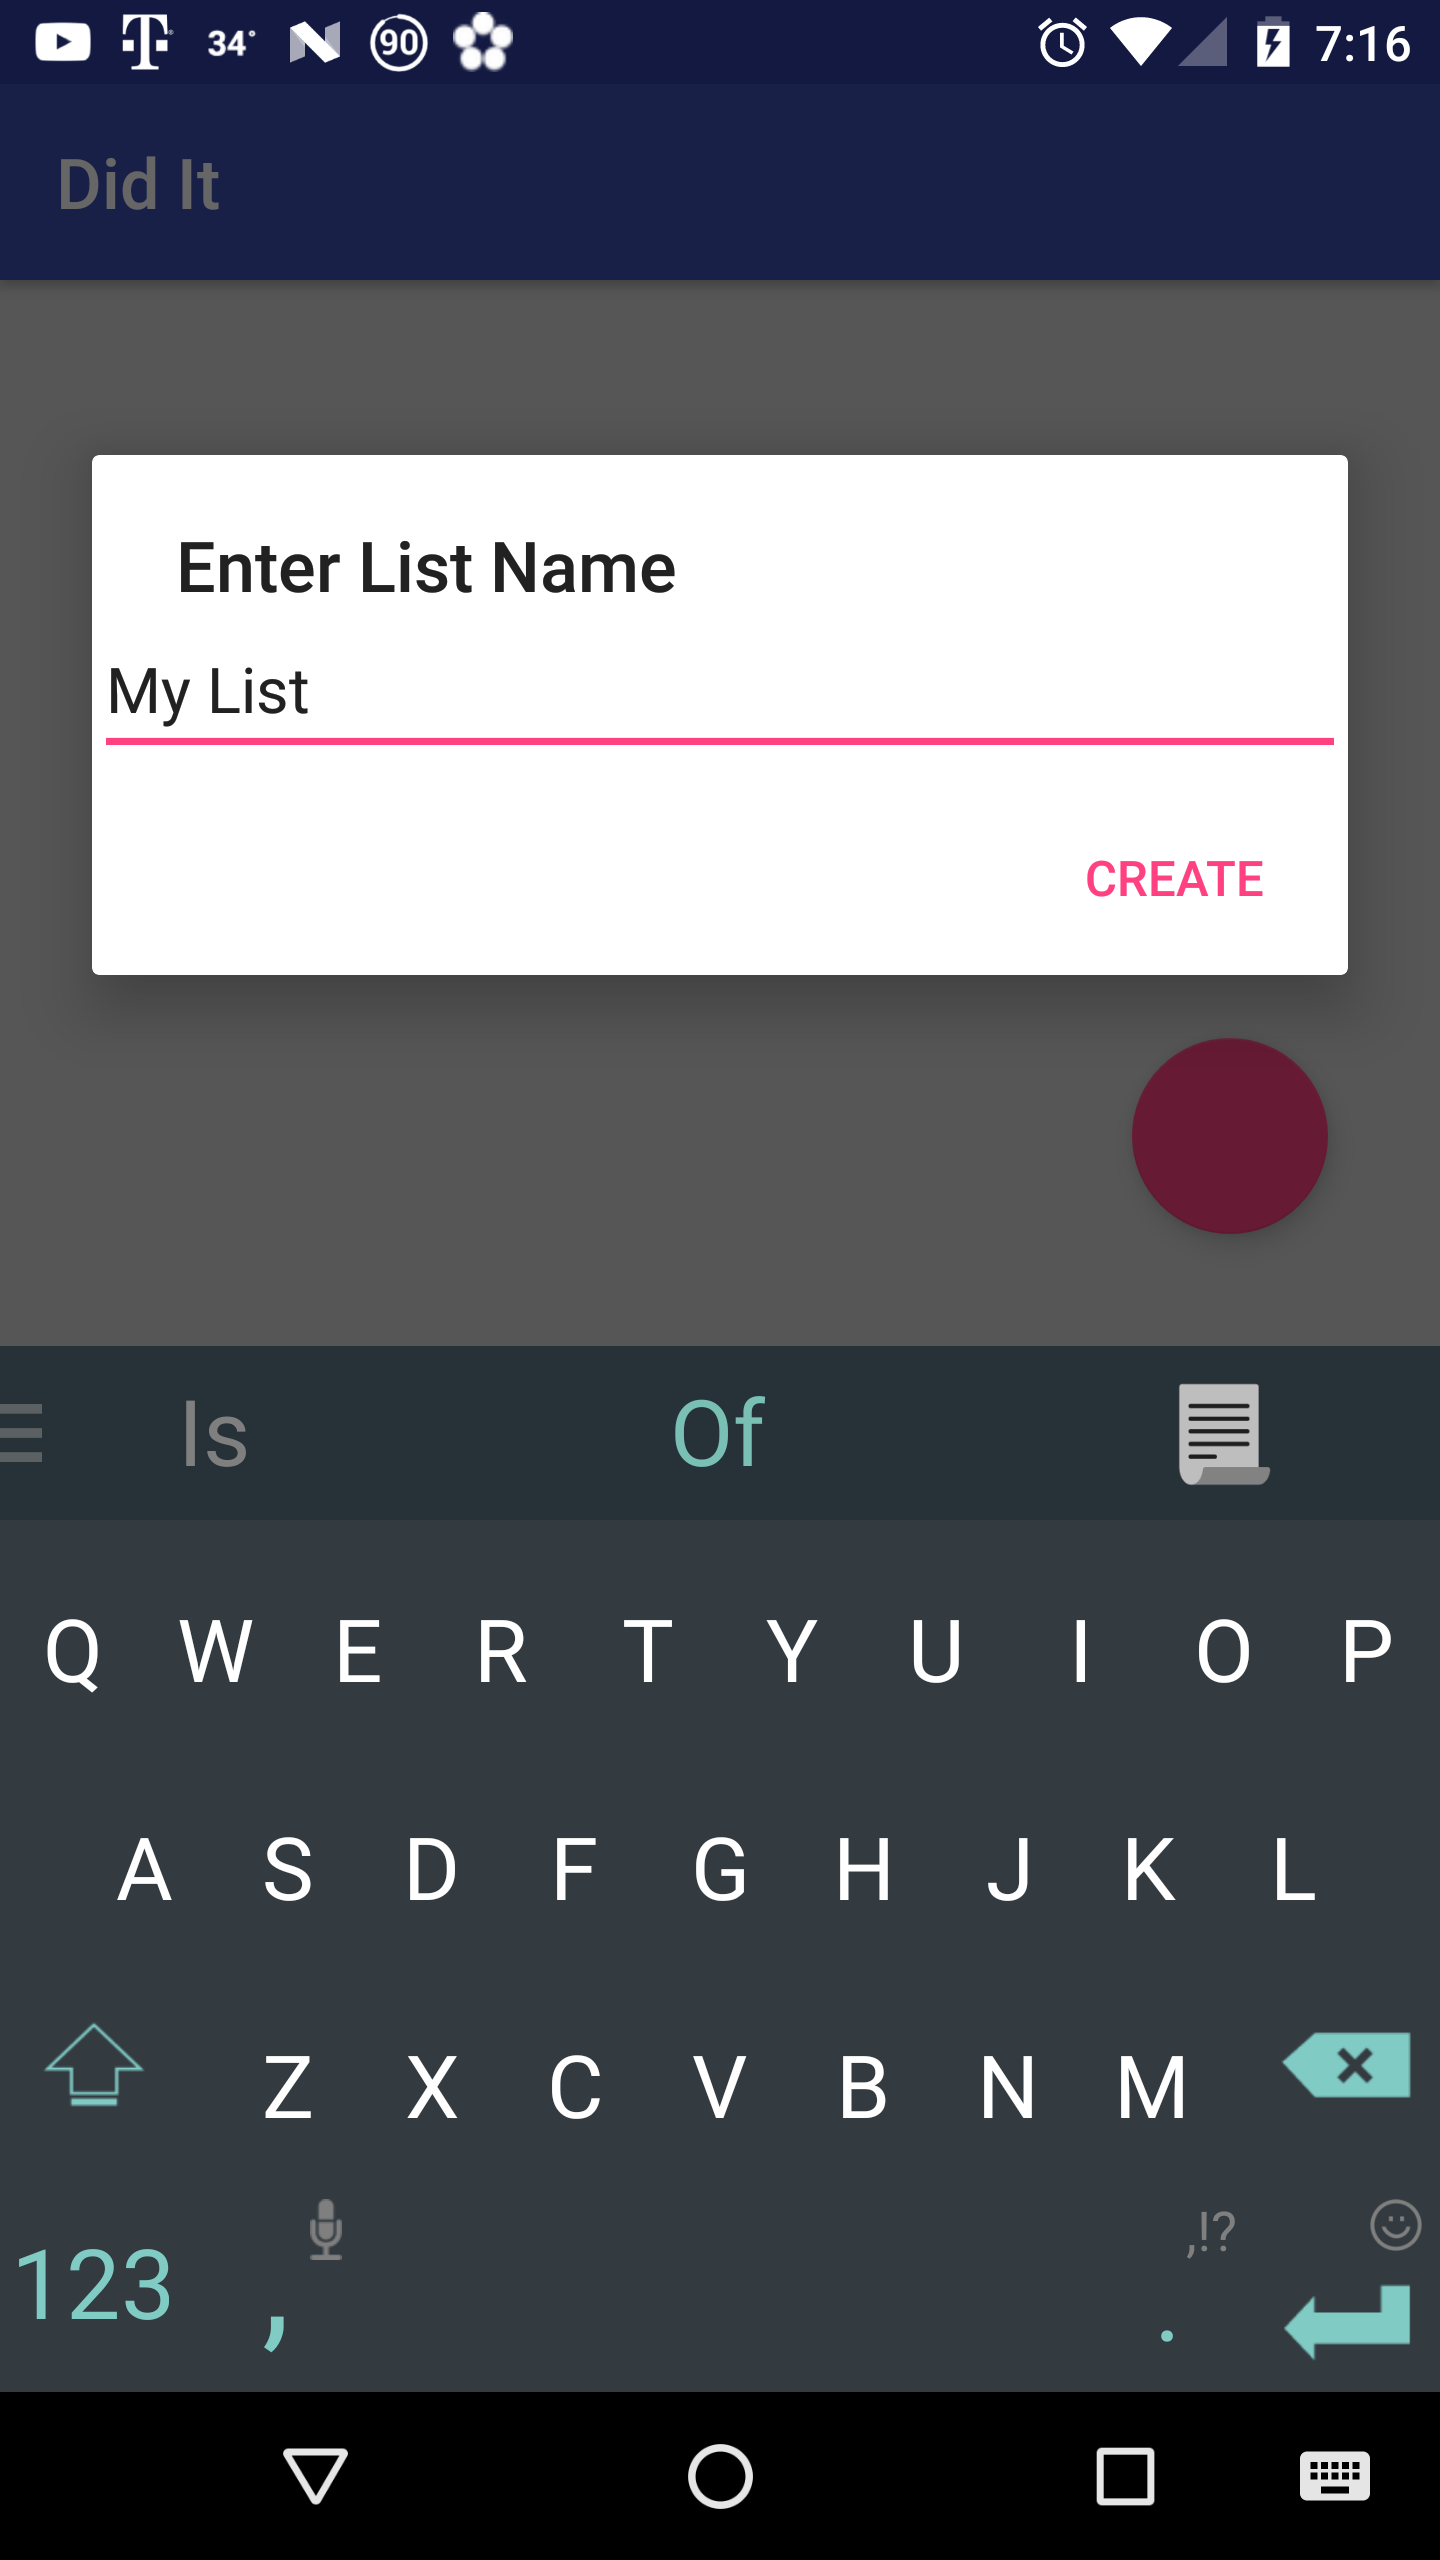 T 34° N 90 7:16
Did It
Enter List Name
My List
CREATE
Is Of
Q W E R T Y U I O P
A S D F G H J K L
Z X C V B N M
,!?
123 , .